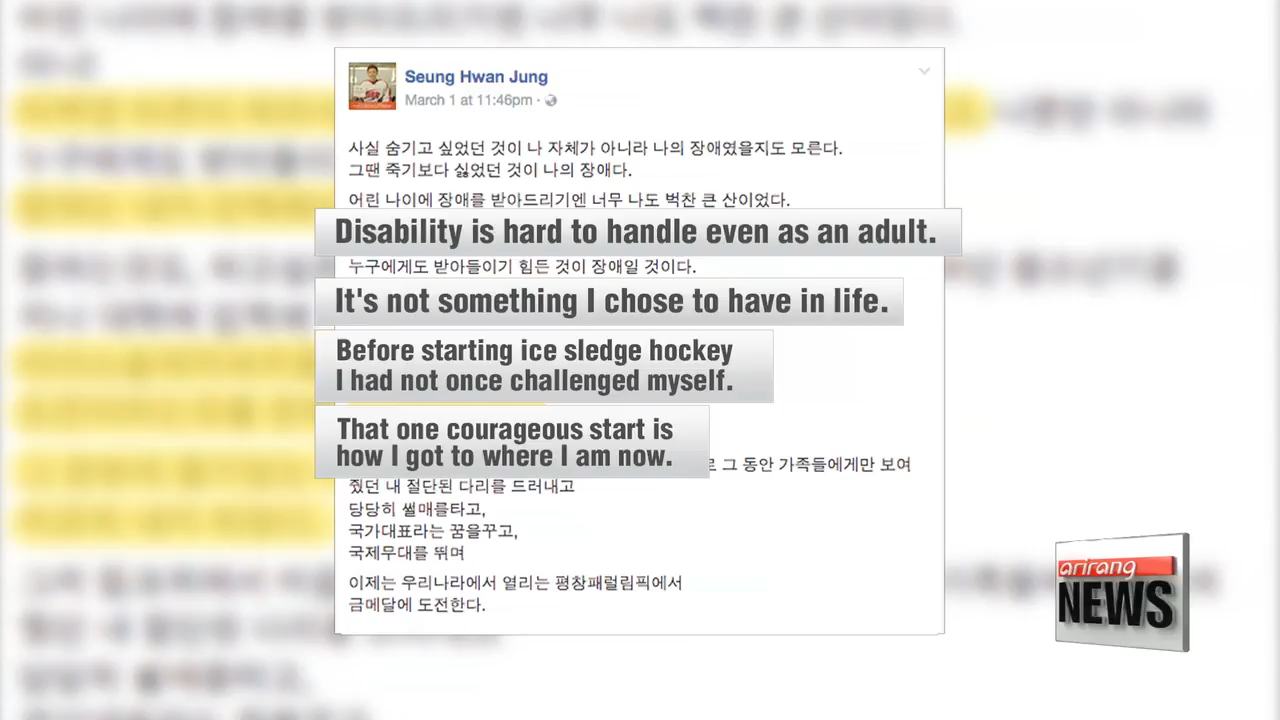 Seung Hwan Jung
March 1 at 11:46pm ·
사실 숨기고 싶었던 것이 나 자체가 아니라 나의 장애였을지도 모른다.
그땐 죽기보다 싫었던 것이 나의 장애다.
어린 나이에 장애를 받아드리기엔 너무 나도 벅찬 큰 산이었다.
Disability is hard to handle even as an adult.
누구에게도 받아들이기 힘든 것이 장애일 것이다.
It's not something I chose to have in life.
Before starting ice sledge hockey
I had not once challenged myself.
That one courageous start is
how I got to where I am now.
로 그 동안 가족들에게만 보여
줬던 내 절단된 다리를 드러내고
당당히 썰매를타고,
국가대표라는 꿈을꾸고,
국제무대를 뛰며
이제는 우리나라에서 열리는 평창패럴림픽에서
금메달에 도전한다.
arirang
NEWS